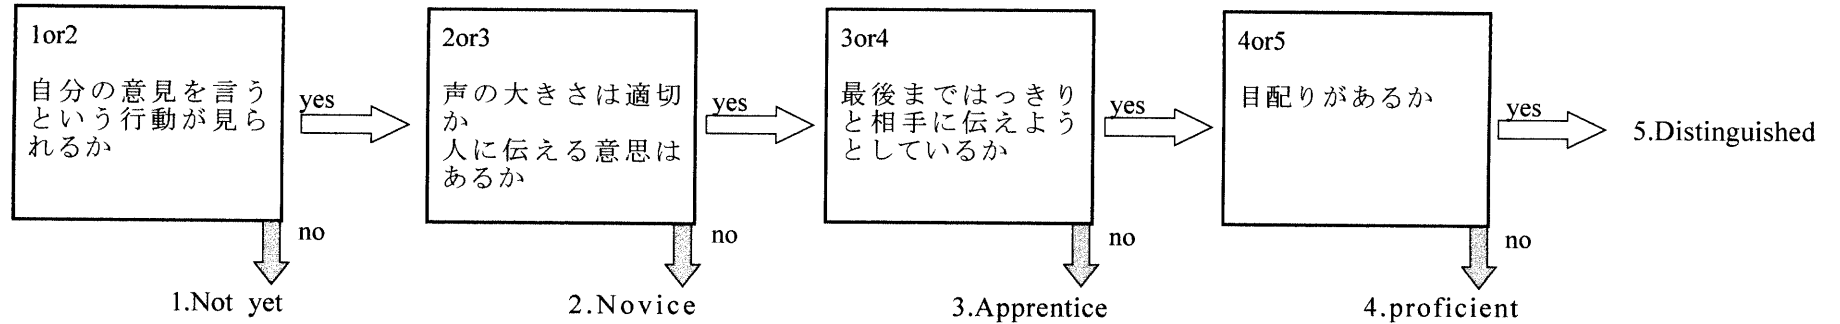 1or2
自分の意見を言う
という行動が見ら
れるか
yes
no
1.Not yet
2or3
声の大きさは適切
か
人に伝える意思は
あるか
yes
no
2.Novice
3or4
最後まではっきり
と相手に伝えよう
としているか
yes
no
3.Apprentice
4or5
目配りがあるか
yes
no
4.proficient
5.Distinguished